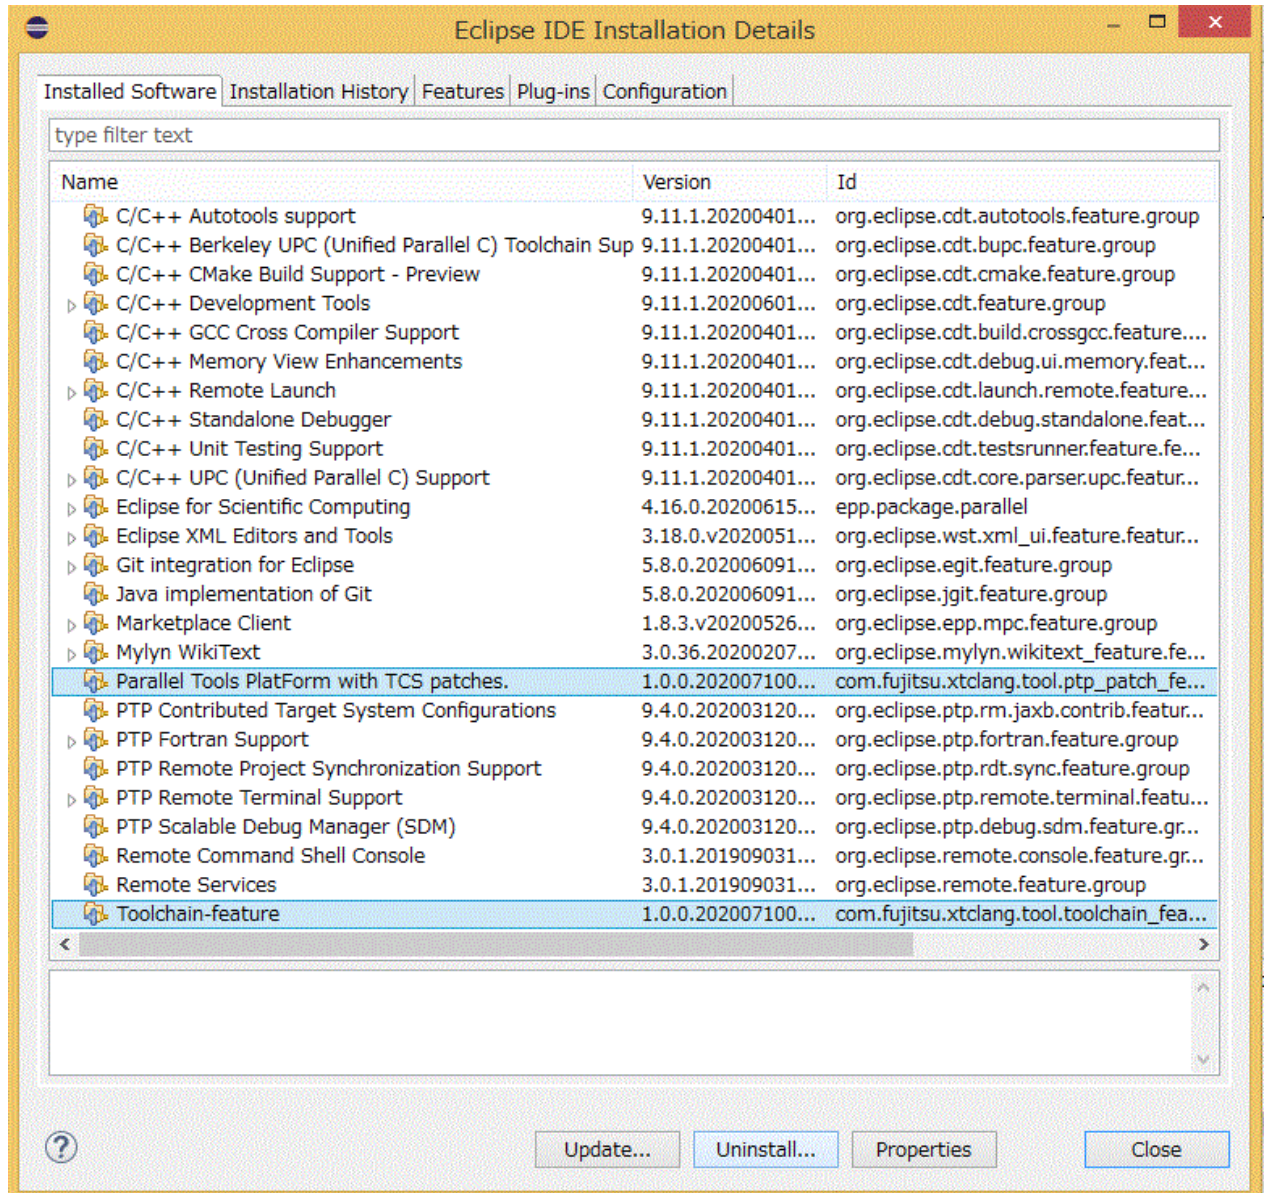 Eclipse IDE Installation Details
Installed Software Installation History Features Plug-ins Configuration
type filter text
Name Version Id
C/C++ Autotools support 9.11.1.20200401... org.eclipse.cdt.autotools.feature.group
C/C++ Berkeley UPC (Unified Parallel C) Toolchain Sup 9.11.1.20200401... org.eclipse.cdt.bupc.feature.group
C/C++ CMake Build Support - Preview 9.11.1.20200401... org.eclipse.cdt.cmake.feature.group
C/C++ Development Tools 9.11.1.20200601... org.eclipse.cdt.feature.group
C/C++ GCC Cross Compiler Support 9.11.1.20200401... org.eclipse.cdt.build.crossgcc.feature....
C/C++ Memory View Enhancements 9.11.1.20200401... org.eclipse.cdt.debug.ui.memory.feat...
C/C++ Remote Launch 9.11.1.20200401... org.eclipse.cdt.launch.remote.feature...
C/C++ Standalone Debugger 9.11.1.20200401... org.eclipse.cdt.debug.standalone.feat...
C/C++ Unit Testing Support 9.11.1.20200401... org.eclipse.cdt.testsrunner.feature.fe...
C/C++ UPC (Unified Parallel C) Support 9.11.1.20200401... org.eclipse.cdt.core.parser.upc.featur...
Eclipse for Scientific Computing 4.16.0.20200615... epp.package.parallel
Eclipse XML Editors and Tools 3.18.0.v2020051... org.eclipse.wst.xml_ui.feature.featur...
Git integration for Eclipse 5.8.0.202006091... org.eclipse.egit.feature.group
Java implementation of Git 5.8.0.202006091... org.eclipse.jgit.feature.group
Marketplace Client 1.8.3.v20200526... org.eclipse.epp.mpc.feature.group
Mylyn WikiText 3.0.36.20200207... org.eclipse.mylyn.wikitext_feature.fe...
Parallel Tools PlatForm with TCS patches. 1.0.0.202007100... com.fujitsu.xtclang.tool.ptp_patch_fe...
PTP Contributed Target System Configurations 9.4.0.202003120... org.eclipse.ptp.rm.jaxb.contrib.featur...
PTP Fortran Support 9.4.0.202003120... org.eclipse.ptp.fortran.feature.group
PTP Remote Project Synchronization Support 9.4.0.202003120... org.eclipse.ptp.rdt.sync.feature.group
PTP Remote Terminal Support 9.4.0.202003120... org.eclipse.ptp.remote.terminal.featu...
PTP Scalable Debug Manager (SDM) 9.4.0.202003120... org.eclipse.ptp.debug.sdm.feature.gr...
Remote Command Shell Console 3.0.1.201909031... org.eclipse.remote.console.feature.gr...
Remote Services 3.0.1.201909031... org.eclipse.remote.feature.group
Toolchain-feature 1.0.0.202007100... com.fujitsu.xtclang.tool.toolchain_fea...
Update... Uninstall... Properties Close